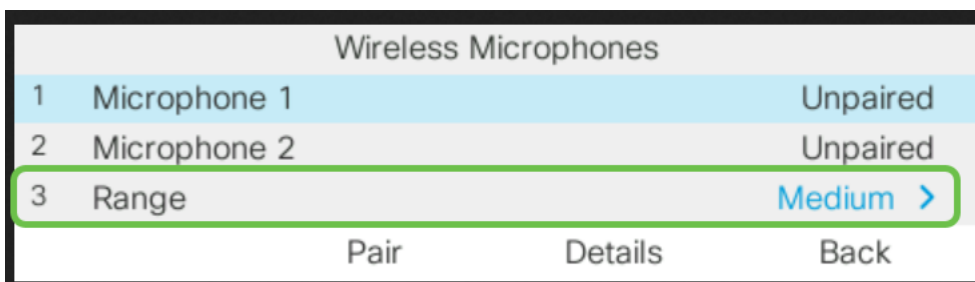 Wireless Microphones
1 Microphone 1 Unpaired
2 Microphone 2 Unpaired
3 Range Medium >
Pair Details Back